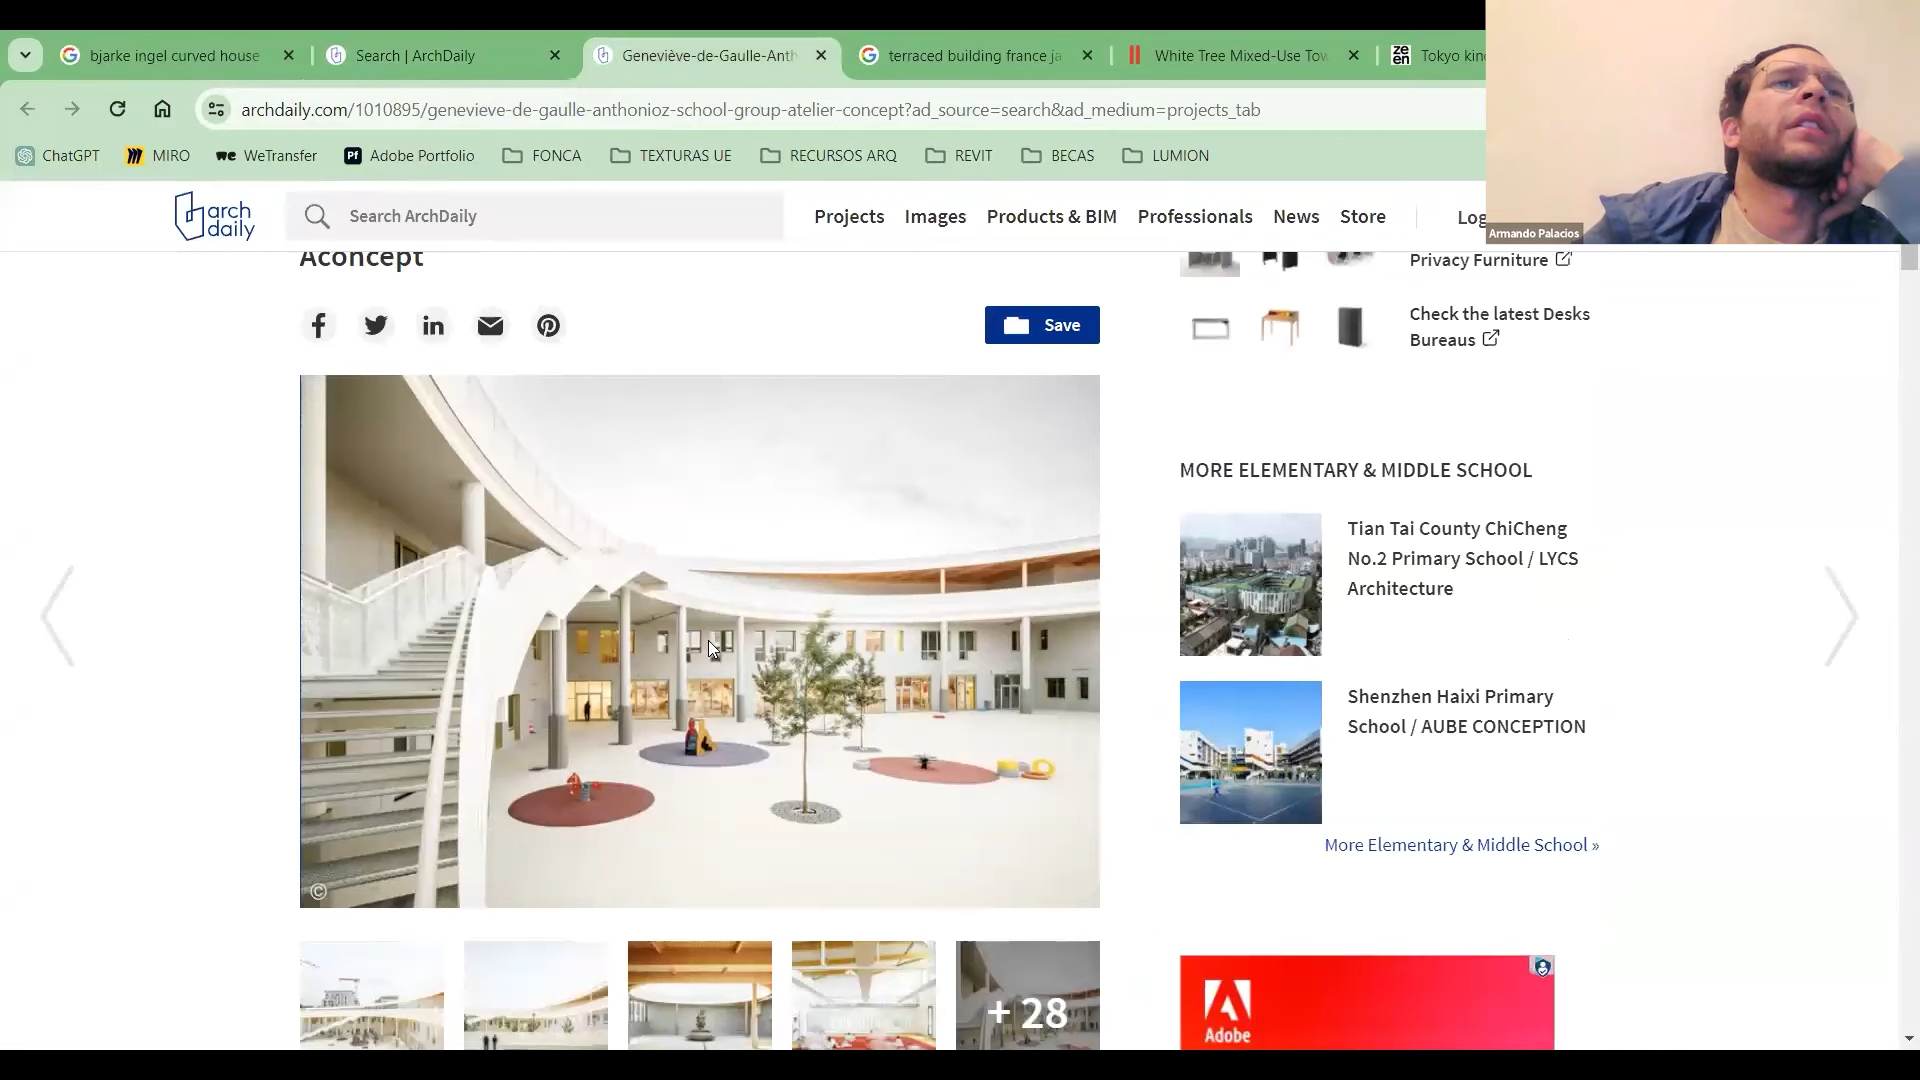 bjarke ingel curved house
Search | ArchDaily
Geneviève-de-Gaulle-Anth
terraced building france ja
White Tree Mixed-Use Tow
ze en
Tokyo kin
archdaily.com/1010895/genevieve-de-gaulle-anthonioz-school-group-atelier-concept?ad_source=search&ad_medium=projects_tab
ChatGPT
MIRO
we WeTransfer
Pf Adobe Portfolio
FONCA
TEXTURAS UE
RECURSOS ARQ
REVIT
BECAS
LUMION
arch
daily
Search ArchDaily
Projects
Images
Products & BIM
Professionals
News
Store
Log
Armando Palacios
Aconcept
Privacy Furniture
Save
Check the latest Desks
Bureaus
MORE ELEMENTARY & MIDDLE SCHOOL
Tian Tai County ChiCheng
No.2 Primary School / LYCS
Architecture
Shenzhen Haixi Primary
School / AUBE CONCEPTION
More Elementary & Middle School »
©
+ 28
Adobe